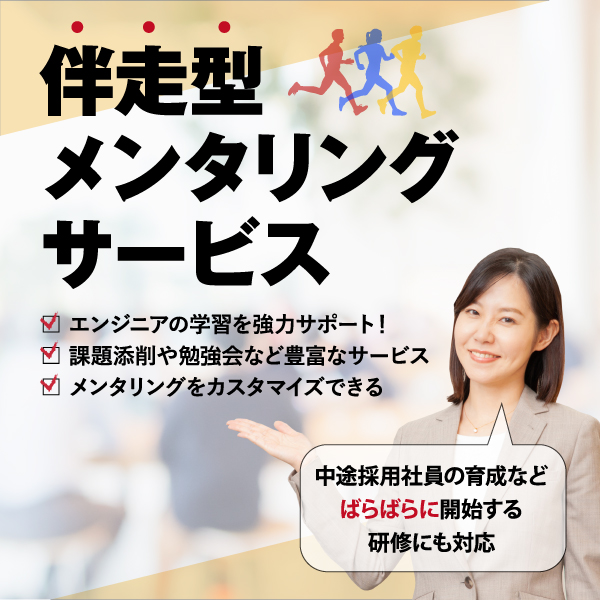 伴走型
メンタリング
サービス
エンジニアの学習を強力サポート!
課題添削や勉強会など豊富なサービス
メンタリングをカスタマイズできる
中途採用社員の育成など
ばらばらに開始する
研修にも対応